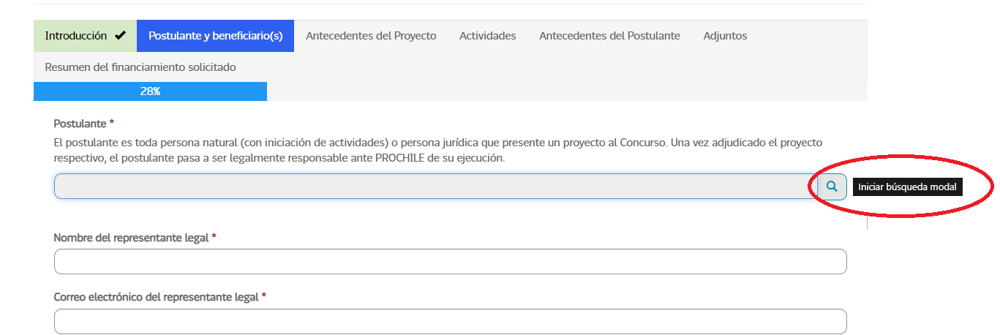 Introducción ✔ Postulante y beneficiario(s) Antecedentes del Proyecto Actividades Antecedentes del Postulante Adjuntos
Resumen del financiamiento solicitado
28%
Postulante *
El postulante es toda persona natural (con iniciación de actividades) o persona jurídica que presente un proyecto al Concurso. Una vez adjudicado el proyecto
respectivo, el postulante pasa a ser legalmente responsable ante PROCHILE de su ejecución.
Iniciar búsqueda modal
Nombre del representante legal *
Correo electrónico del representante legal *